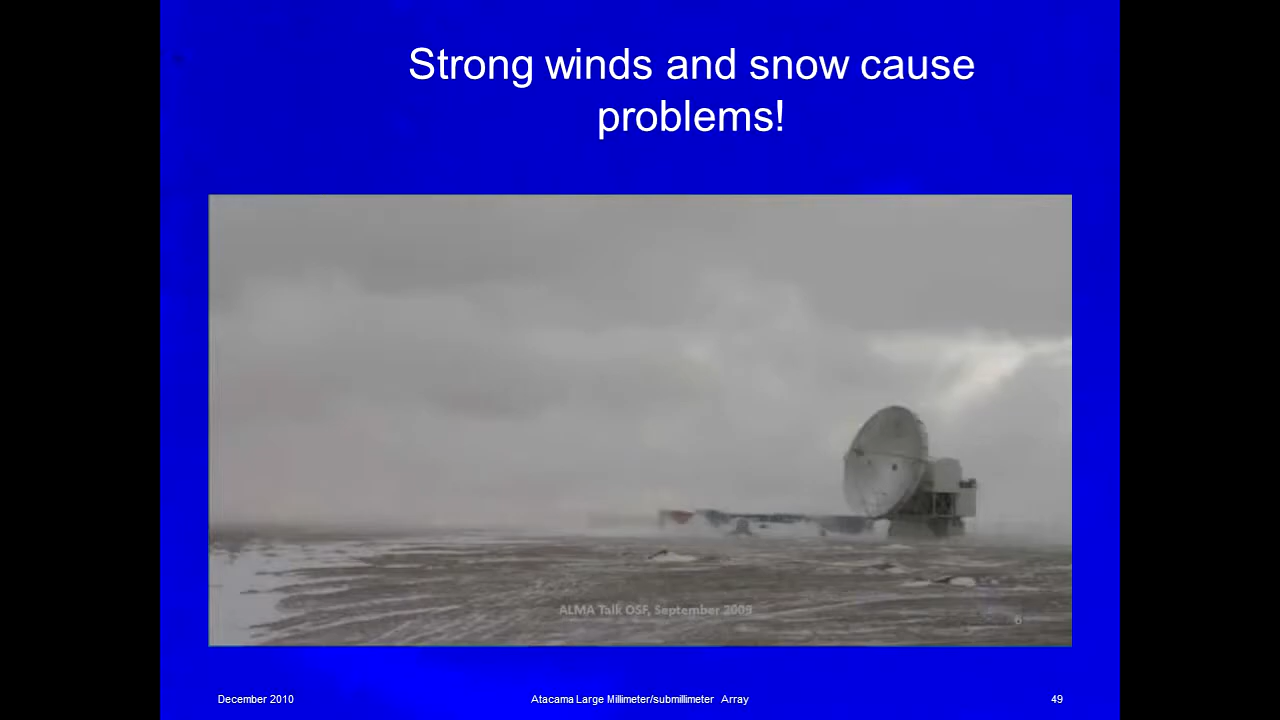 Strong winds and snow cause
problems!
ALMA Talk OSF, September 2009
6
December 2010
Atacama Large Millimeter/submillimeter Array
49